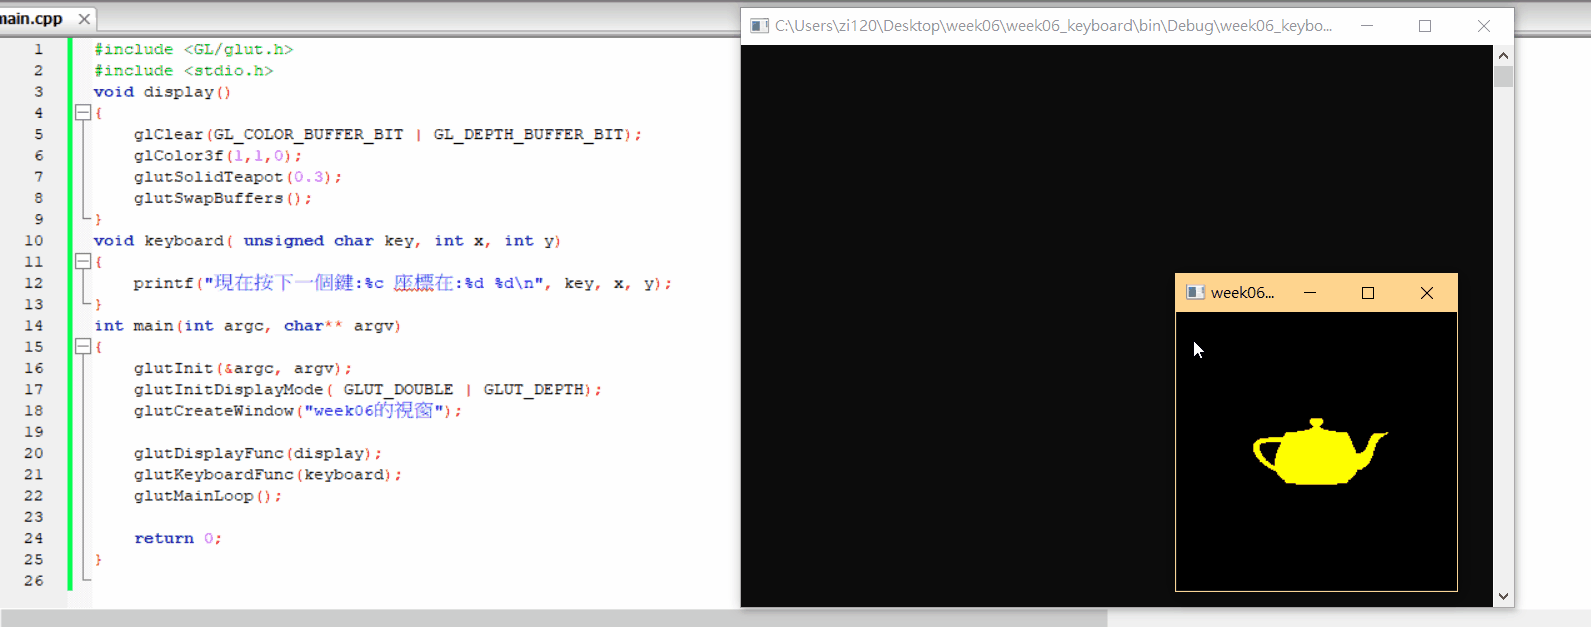 main.cpp
1 #include <GL/glut.h>
2 #include <stdio.h>
3 void display()
4 {
5 glClear(GL_COLOR_BUFFER_BIT | GL_DEPTH_BUFFER_BIT);
6 glColor3f(1,1,0);
7 glutSolidTeapot(0.3);
8 glutSwapBuffers();
9 }
10 void keyboard( unsigned char key, int x, int y)
11 {
12 printf("現在按下一個鍵:%c 座標在:%d %d\n", key, x, y);
13 }
14 int main(int argc, char** argv)
15 {
16 glutInit(&argc, argv);
17 glutInitDisplayMode( GLUT_DOUBLE | GLUT_DEPTH);
18 glutCreateWindow("week06的視窗");
19
20 glutDisplayFunc(display);
21 glutKeyboardFunc(keyboard);
22 glutMainLoop();
23
24 return 0;
25 }
26
C:\Users\zi120\Desktop\week06\week06_keyboard\bin\Debug\week06_keybo...
week06...